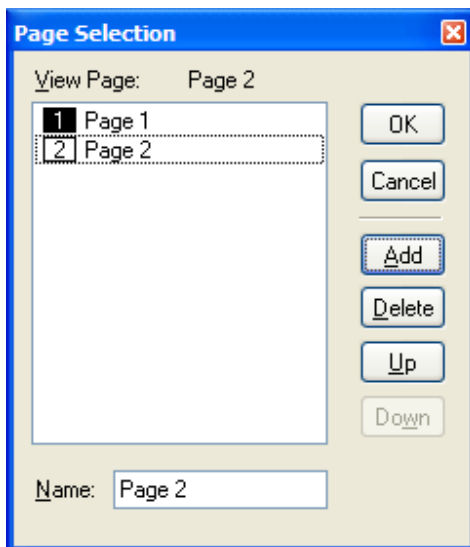 Page Selection
View Page: Page 2
1 Page 1
2 Page 2
OK
Cancel
Add
Delete
Up
Down
Name: Page 2